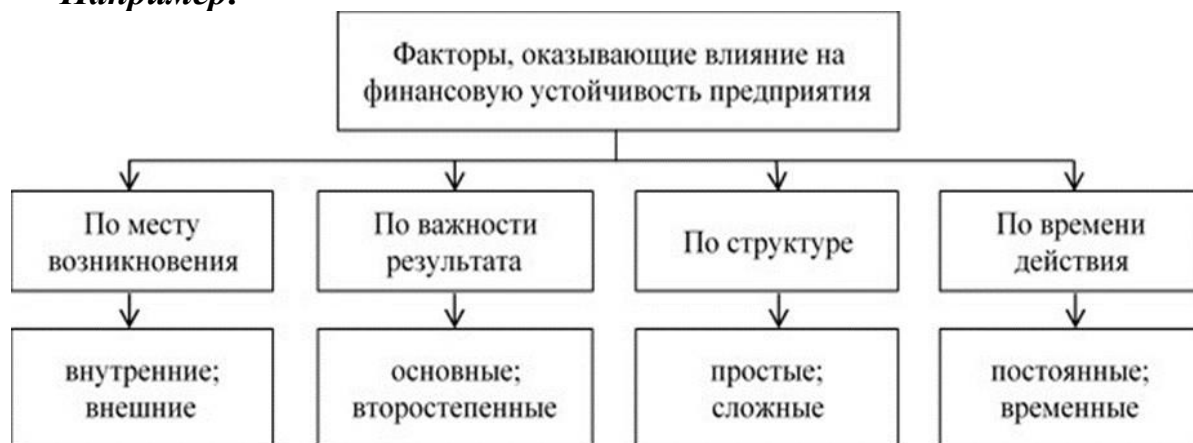 Например:
Факторы, оказывающие влияние на
финансовую устойчивость предприятия
По месту
возникновения
По важности
результата
По структуре
По времени
действия
внутренние;
внешние
основные;
второстепенные
простые;
сложные
постоянные;
временные